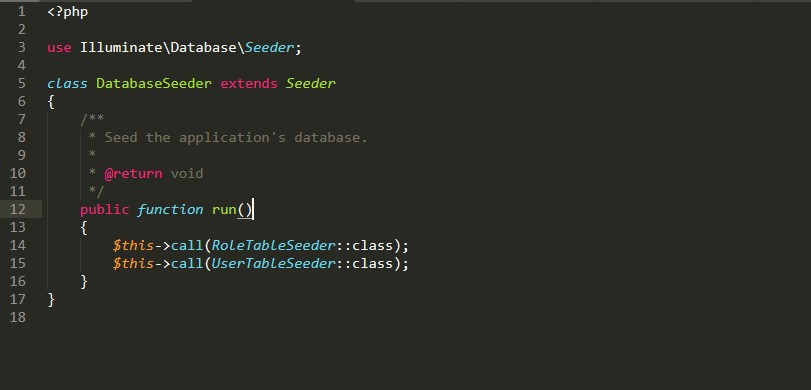 1 <?php
2
3 use Illuminate\Database\Seeder;
4
5 class DatabaseSeeder extends Seeder
6 {
7     /**
8      * Seed the application's database.
9      *
10      * @return void
11      */
12     public function run()
13     {
14         $this->call(RoleTableSeeder::class);
15         $this->call(UserTableSeeder::class);
16     }
17 }
18